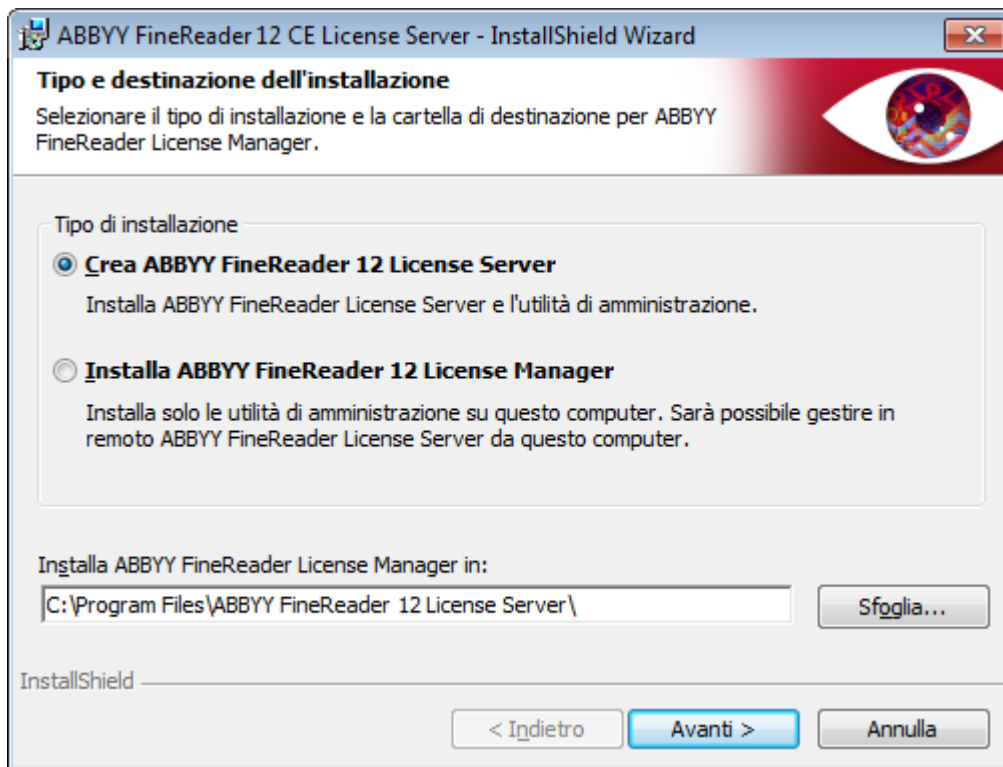 ABBYY FineReader 12 CE License Server - InstallShield Wizard
Tipo e destinazione dell'installazione
Selezionare il tipo di installazione e la cartella di destinazione per ABBYY
FineReader License Manager.
Tipo di installazione
Crea ABBYY FineReader 12 License Server
Installa ABBYY FineReader License Server e l'utilità di amministrazione.
Installa ABBYY FineReader 12 License Manager
Installa solo le utilità di amministrazione su questo computer. Sarà possibile gestire in
remoto ABBYY FineReader License Server da questo computer.
Installa ABBYY FineReader License Manager in:
C:\Program Files\ABBYY FineReader 12 License Server\
Sfoglia...
InstallShield
< Indietro
Avanti >
Annulla